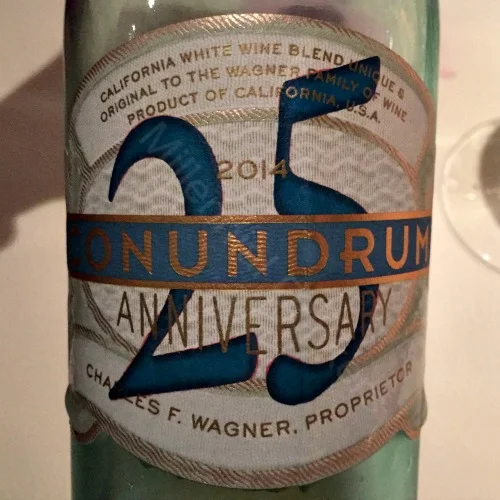 CALIFORNIA WHITE WINE BLEND UNIQUE &
ORIGINAL TO THE WAGNER FAMILY OF WINE
PRODUCT OF CALIFORNIA, U.S.A.
25
2014
CONUNDRUM
ANNIVERSARY
CHARLES F. WAGNER, PROPRIETOR